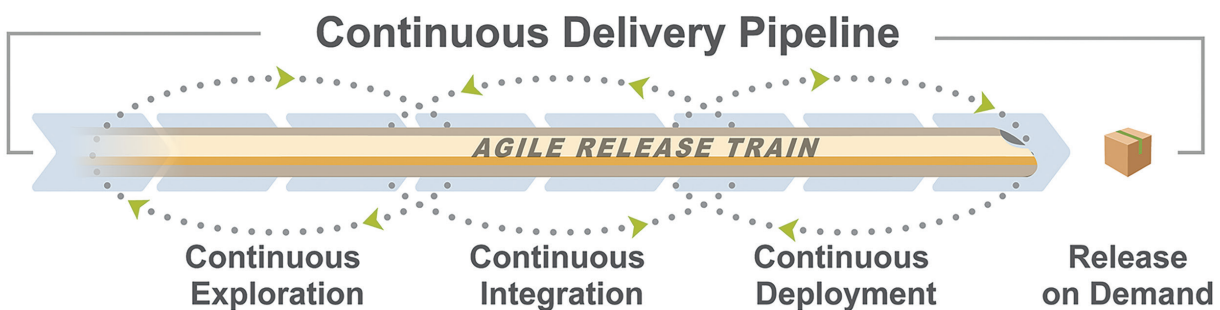 Continuous Delivery Pipeline
AGILE RELEASE TRAIN
Continuous
Exploration
Continuous
Integration
Continuous
Deployment
Release
on Demand